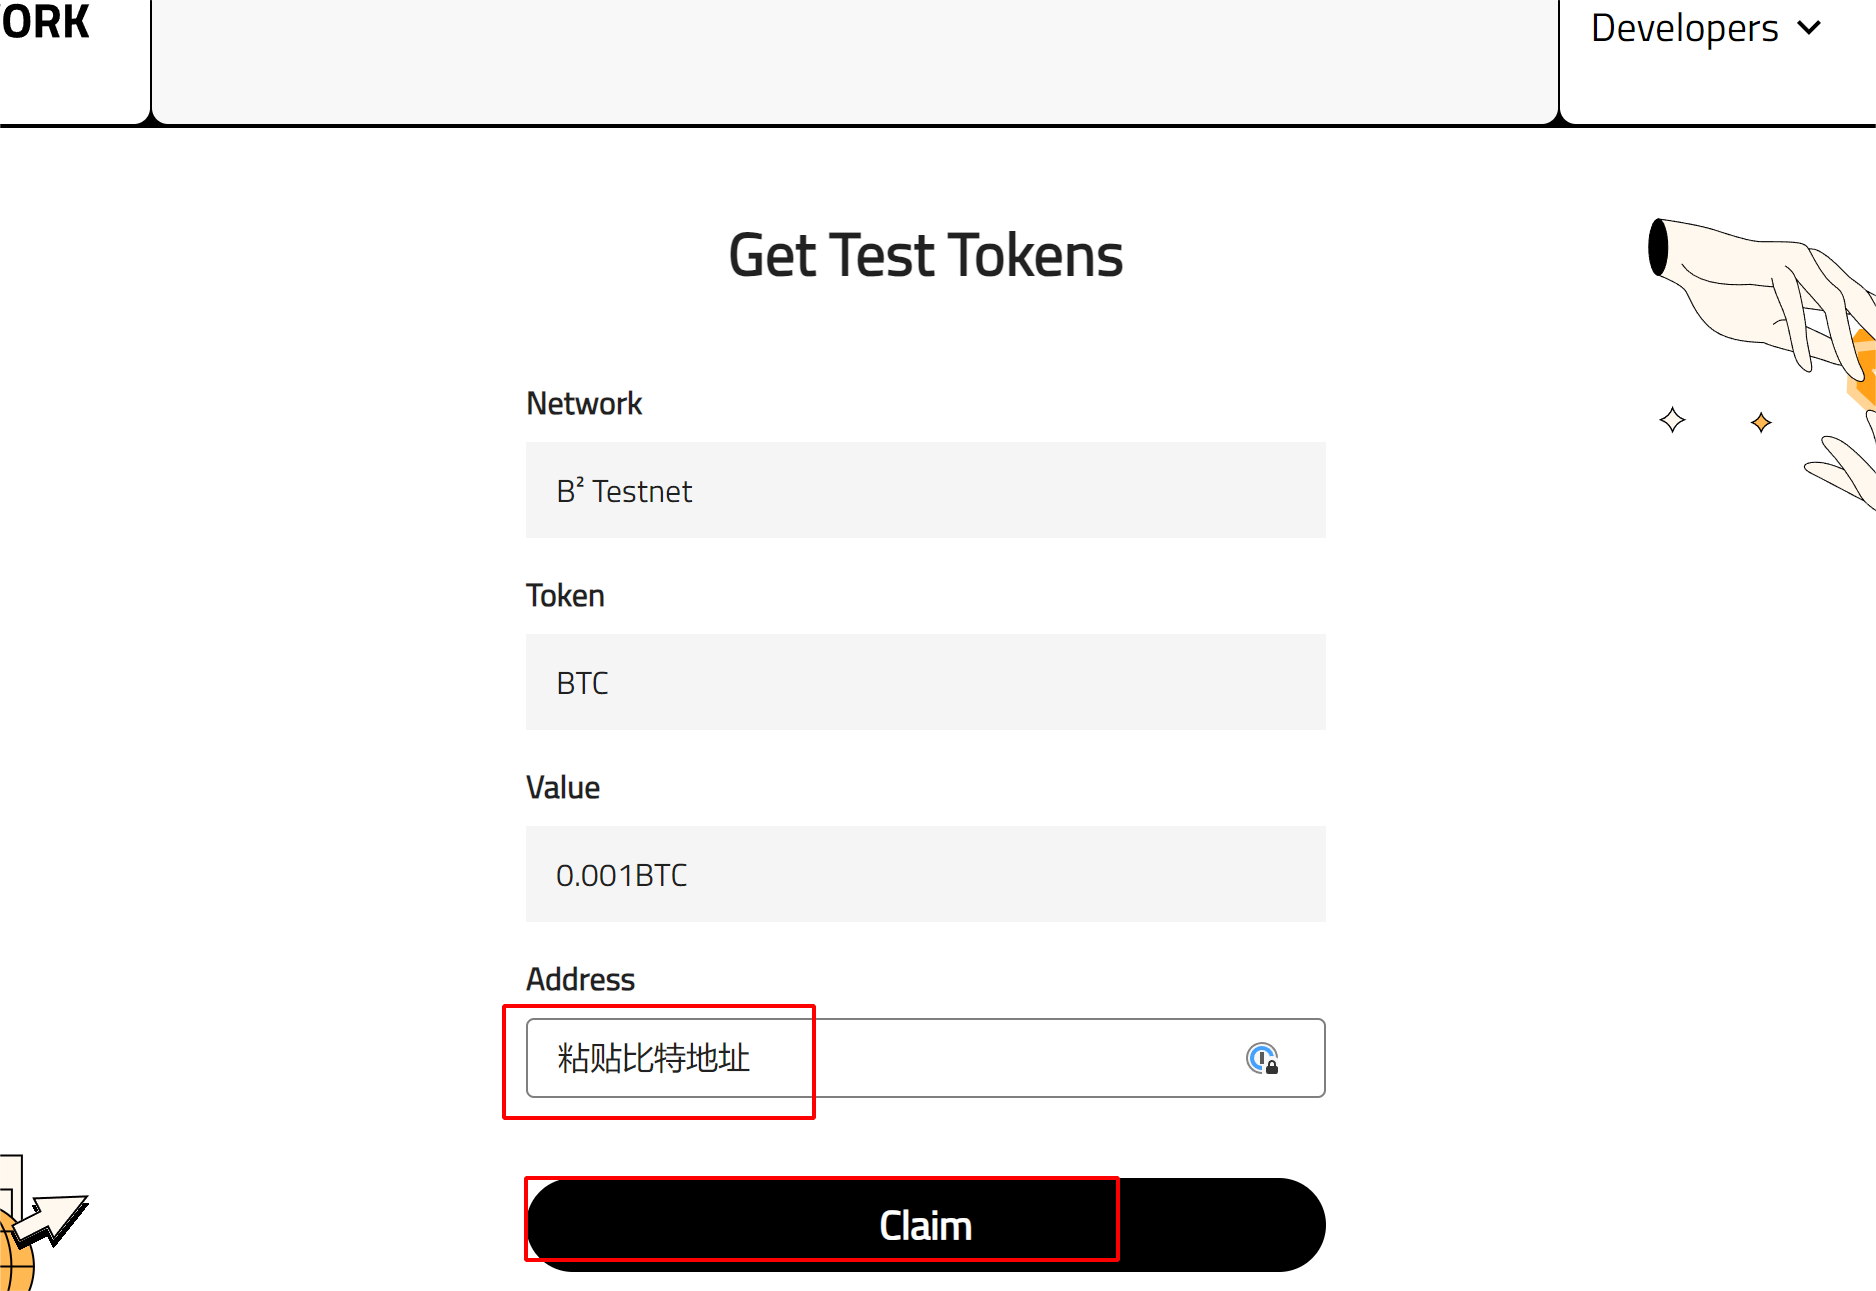 ORK
Developers
Get Test Tokens
Network
B² Testnet
Token
BTC
Value
0.001BTC
Address
粘贴比特地址
Claim